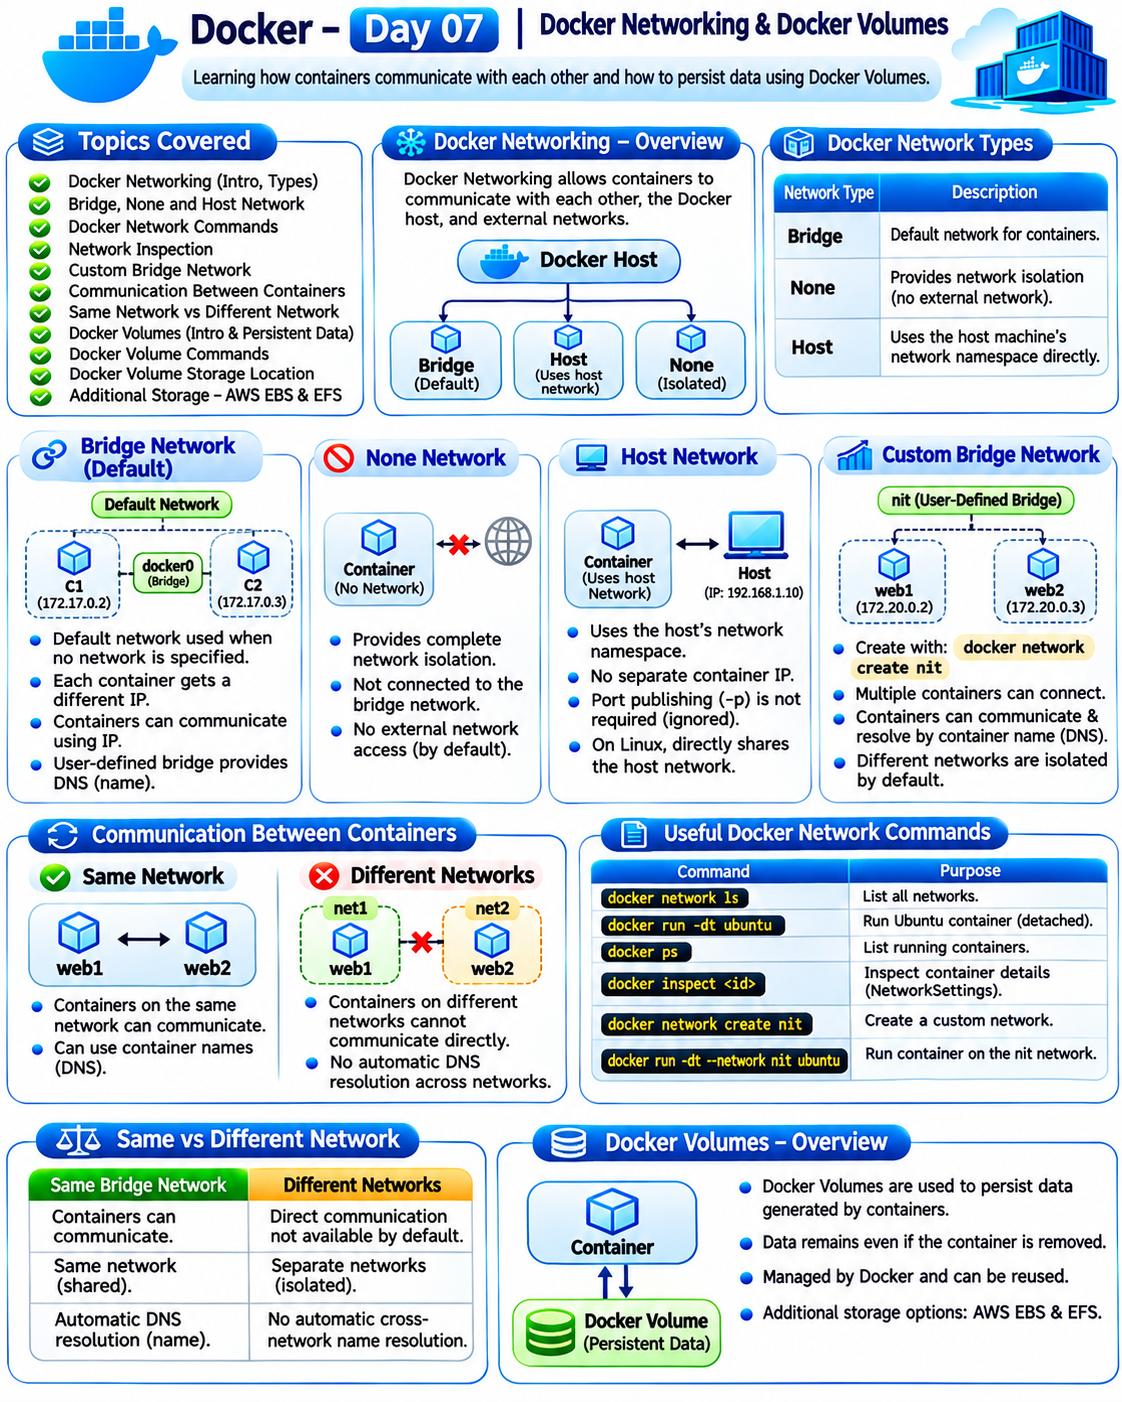 Docker – Day 07 | Docker Networking & Docker Volumes
Learning how containers communicate with each other and how to persist data using Docker Volumes.
Topics Covered
Docker Networking (Intro, Types)
Bridge, None and Host Network
Docker Network Commands
Network Inspection
Custom Bridge Network
Communication Between Containers
Same Network vs Different Network
Docker Volumes (Intro & Persistent Data)
Docker Volume Commands
Docker Volume Storage Location
Additional Storage – AWS EBS & EFS
Docker Networking – Overview
Docker Networking allows containers to
communicate with each other, the Docker
host, and external networks.
Docker Host
Bridge
(Default)
Host
(Uses host
network)
None
(Isolated)
Docker Network Types
Network Type Description
Bridge Default network for containers.
None Provides network isolation
(no external network).
Host Uses the host machine's
network namespace directly.
Bridge Network
(Default)
Default Network
C1
(172.17.0.2)
docker0
(Bridge)
C2
(172.17.0.3)
Default network used when
no network is specified.
Each container gets a
different IP.
Containers can communicate
using IP.
User-defined bridge provides
DNS (name).
None Network
Container
(No Network)
Provides complete
network isolation.
Not connected to the
bridge network.
No external network
access (by default).
Host Network
Container
(Uses host
Network)
Host
(IP: 192.168.1.10)
Uses the host's network
namespace.
No separate container IP.
Port publishing (-p) is not
required (ignored).
On Linux, directly shares
the host network.
Custom Bridge Network
nit (User-Defined Bridge)
web1
(172.20.0.2)
web2
(172.20.0.3)
Create with: docker network
create nit
Multiple containers can connect.
Containers can communicate &
resolve by container name (DNS).
Different networks are isolated
by default.
Communication Between Containers
Same Network
web1
web2
Containers on the same
network can communicate.
Can use container names
(DNS).
Different Networks
net1
net2
web1
web2
Containers on different
networks cannot
communicate directly.
No automatic DNS
resolution across networks.
Useful Docker Network Commands
Command Purpose
docker network ls List all networks.
docker run -dt ubuntu Run Ubuntu container (detached).
docker ps List running containers.
docker inspect <id> Inspect container details
(NetworkSettings).
docker network create nit Create a custom network.
docker run -dt --network nit ubuntu Run container on the nit network.
Same vs Different Network
Same Bridge Network Different Networks
Containers can
communicate.
Direct communication
not available by default.
Same network
(shared).
Separate networks
(isolated).
Automatic DNS
resolution (name).
No automatic cross-
network name resolution.
Docker Volumes – Overview
Container
Docker Volume
(Persistent Data)
Docker Volumes are used to persist data
generated by containers.
Data remains even if the container is removed.
Managed by Docker and can be reused.
Additional storage options: AWS EBS & EFS.